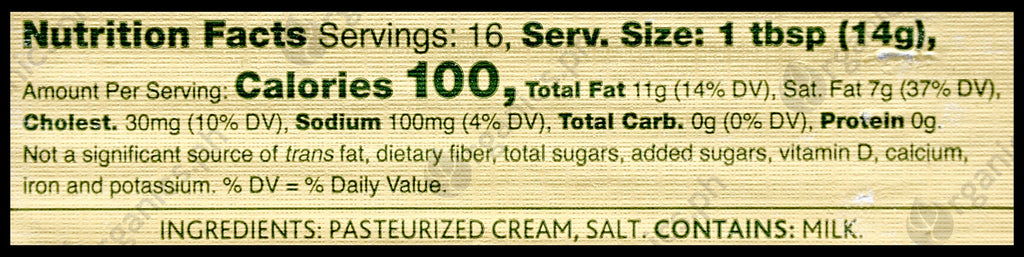 Nutrition Facts Servings: 16, Serv. Size: 1 tbsp (14g),
Amount Per Serving: Calories 100, Total Fat 11g (14% DV), Sat. Fat 7g (37% DV),
Cholest. 30mg (10% DV), Sodium 100mg (4% DV), Total Carb. 0g (0% DV), Protein 0g.
Not a significant source of trans fat, dietary fiber, total sugars, added sugars, vitamin D, calcium,
iron and potassium. % DV = % Daily Value.
INGREDIENTS: PASTEURIZED CREAM, SALT. CONTAINS: MILK.